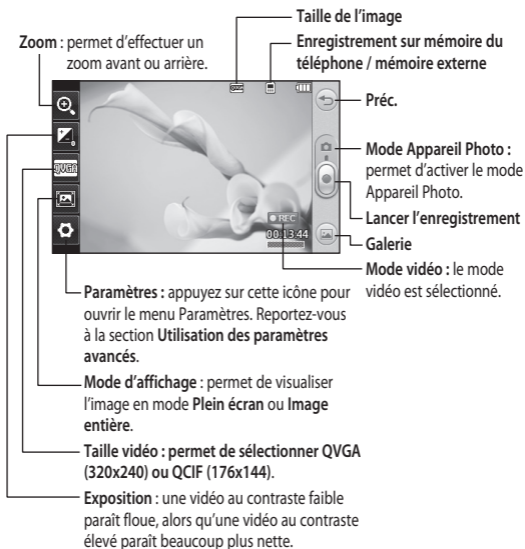 Taille de l'image
Enregistrement sur mémoire du
téléphone / mémoire externe
Zoom : permet d'effectuer un
zoom avant ou arrière.
Préc.
Mode Appareil Photo :
permet d'activer le mode
Appareil Photo.
Lancer l'enregistrement
Galerie
Mode vidéo : le mode
vidéo est sélectionné.
QVGA
REC
00:13:44
Paramètres : appuyez sur cette icône pour
ouvrir le menu Paramètres. Reportez-vous
à la section Utilisation des paramètres
avancés.
Mode d'affichage : permet de visualiser
l'image en mode Plein écran ou Image
entière.
Taille vidéo : permet de sélectionner QVGA
(320x240) ou QCIF (176x144).
Exposition : une vidéo au contraste faible
paraît floue, alors qu'une vidéo au contraste
élevé paraît beaucoup plus nette.